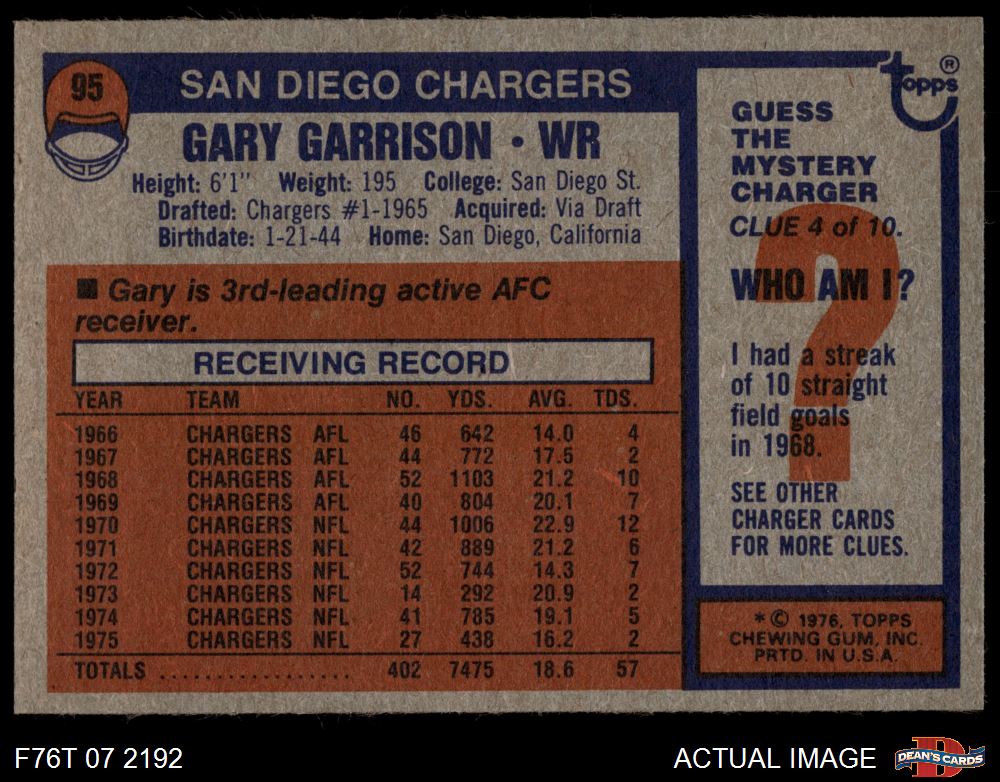 95
SAN DIEGO CHARGERS
GARY GARRISON • WR
Height: 6'1" Weight: 195 College: San Diego St.
Drafted: Chargers #1-1965 Acquired: Via Draft
Birthdate: 1-21-44 Home: San Diego, California
■ Gary is 3rd-leading active AFC
receiver.
RECEIVING RECORD
YEAR TEAM NO. YDS. AVG. TDS.
1966 CHARGERS AFL 46 642 14.0 4
1967 CHARGERS AFL 44 772 17.5 2
1968 CHARGERS AFL 52 1103 21.2 10
1969 CHARGERS AFL 40 804 20.1 7
1970 CHARGERS NFL 44 1006 22.9 12
1971 CHARGERS NFL 42 889 21.2 6
1972 CHARGERS NFL 52 744 14.3 7
1973 CHARGERS NFL 14 292 20.9 2
1974 CHARGERS NFL 41 785 19.1 5
1975 CHARGERS NFL 27 438 16.2 2
TOTALS ................. 402 7475 18.6 57
topps®
GUESS
THE
MYSTERY
CHARGER
CLUE 4 of 10.
?
WHO AM I?
I had a streak
of 10 straight
field goals
in 1968.
SEE OTHER
CHARGER CARDS
FOR MORE CLUES.
*© 1976, TOPPS
CHEWING GUM, INC.
PRTD. IN U.S.A.
F76T 07 2192
ACTUAL IMAGE
D
DEAN'S CARDS